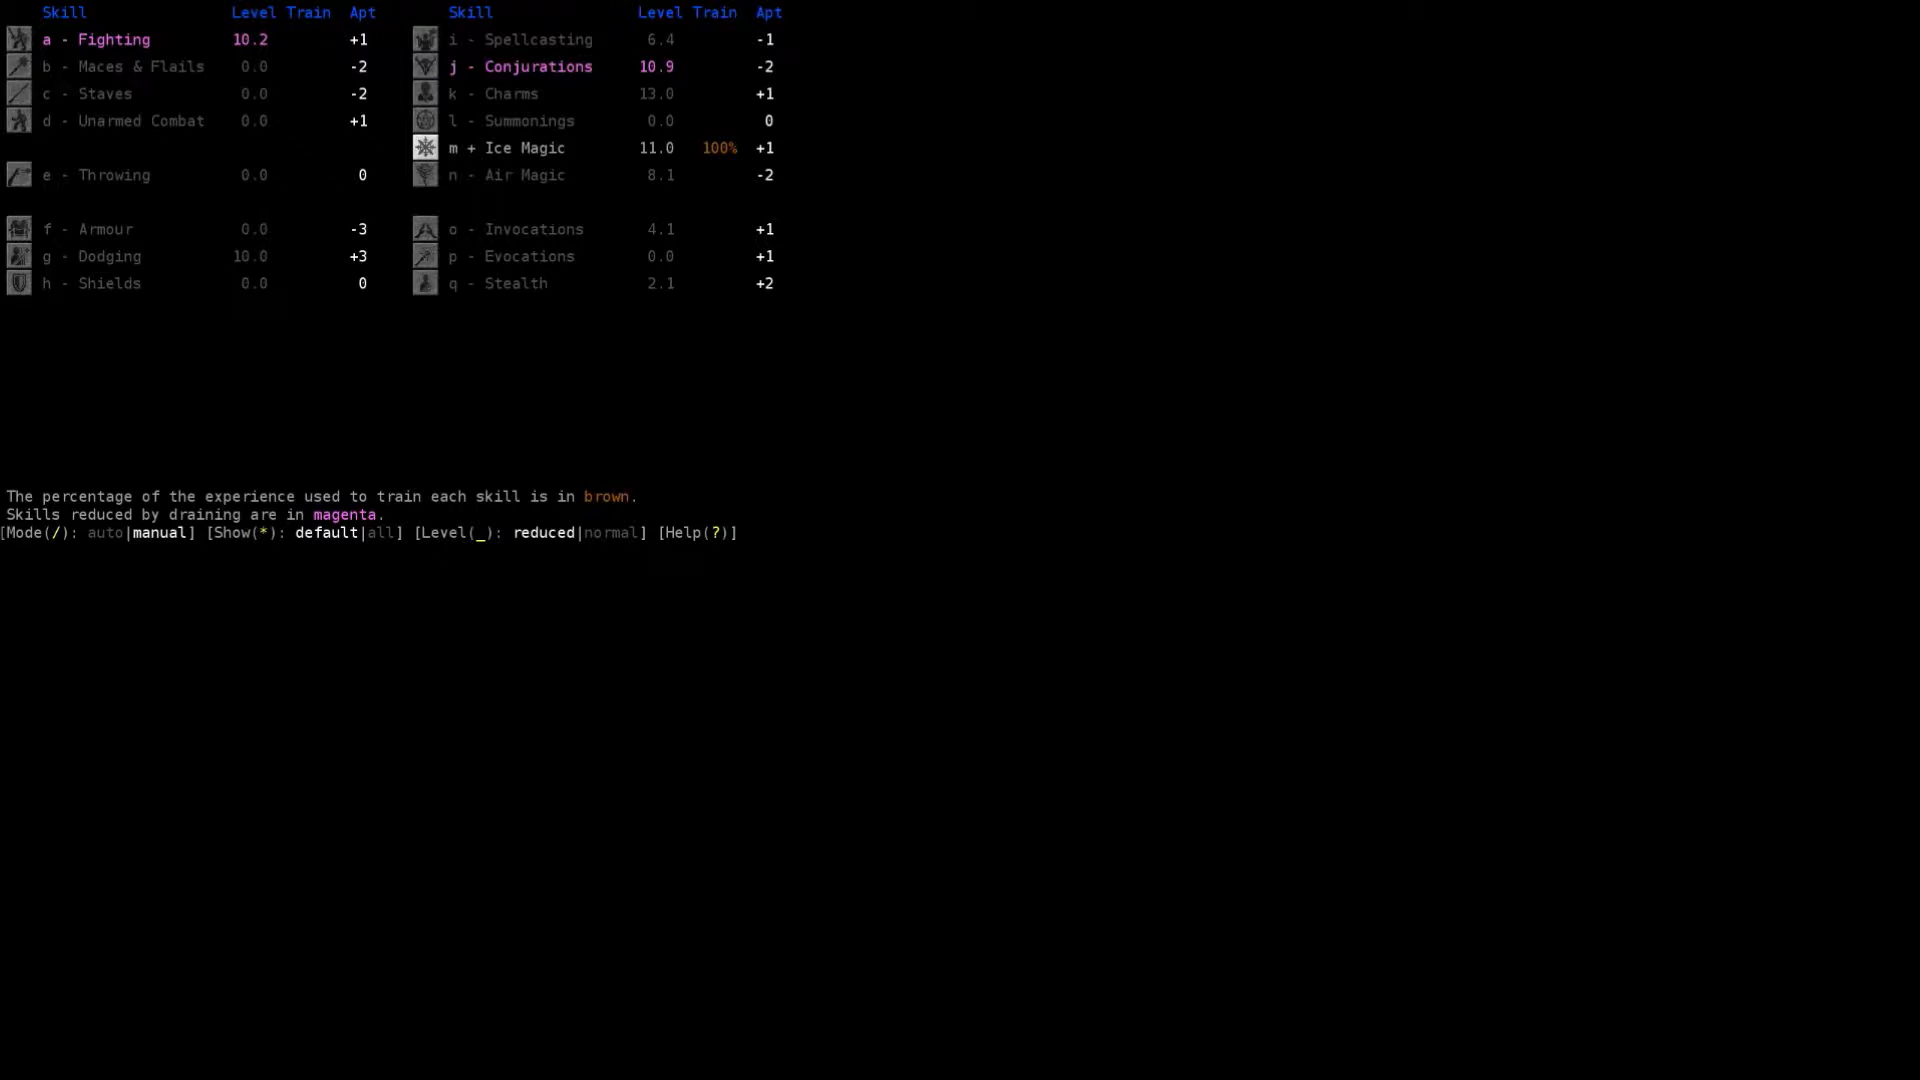 Skill Level Train Apt Skill Level Train Apt
a - Fighting 10.2 +1 i - Spellcasting 6.4 -1
b - Maces & Flails 0.0 -2 j - Conjurations 10.9 -2
c - Staves 0.0 -2 k - Charms 13.0 +1
d - Unarmed Combat 0.0 +1 l - Summonings 0.0 0
m + Ice Magic 11.0 100% +1
e - Throwing 0.0 0 n - Air Magic 8.1 -2
f - Armour 0.0 -3 o - Invocations 4.1 +1
g - Dodging 10.0 +3 p - Evocations 0.0 +1
h - Shields 0.0 0 q - Stealth 2.1 +2
The percentage of the experience used to train each skill is in brown.
Skills reduced by draining are in magenta.
[Mode(/): auto|manual] [Show(*): default|all] [Level(_): reduced|normal] [Help(?)]